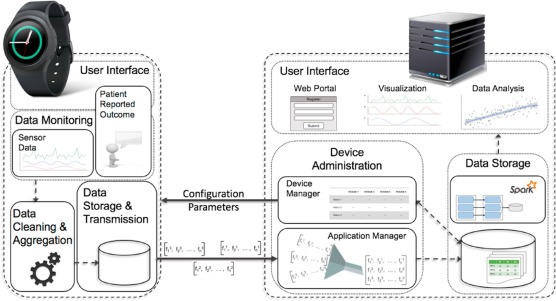 User Interface
Patient
Reported
Outcome
Data Monitoring
Sensor
Data
Data
Cleaning &
Aggregation
Data
Storage &
Transmission
Configuration
Parameters
User Interface
Web Portal
Register
Submit
Visualization
Data Analysis
Device
Administration
Device
Manager
Application Manager
Data Storage
Spark